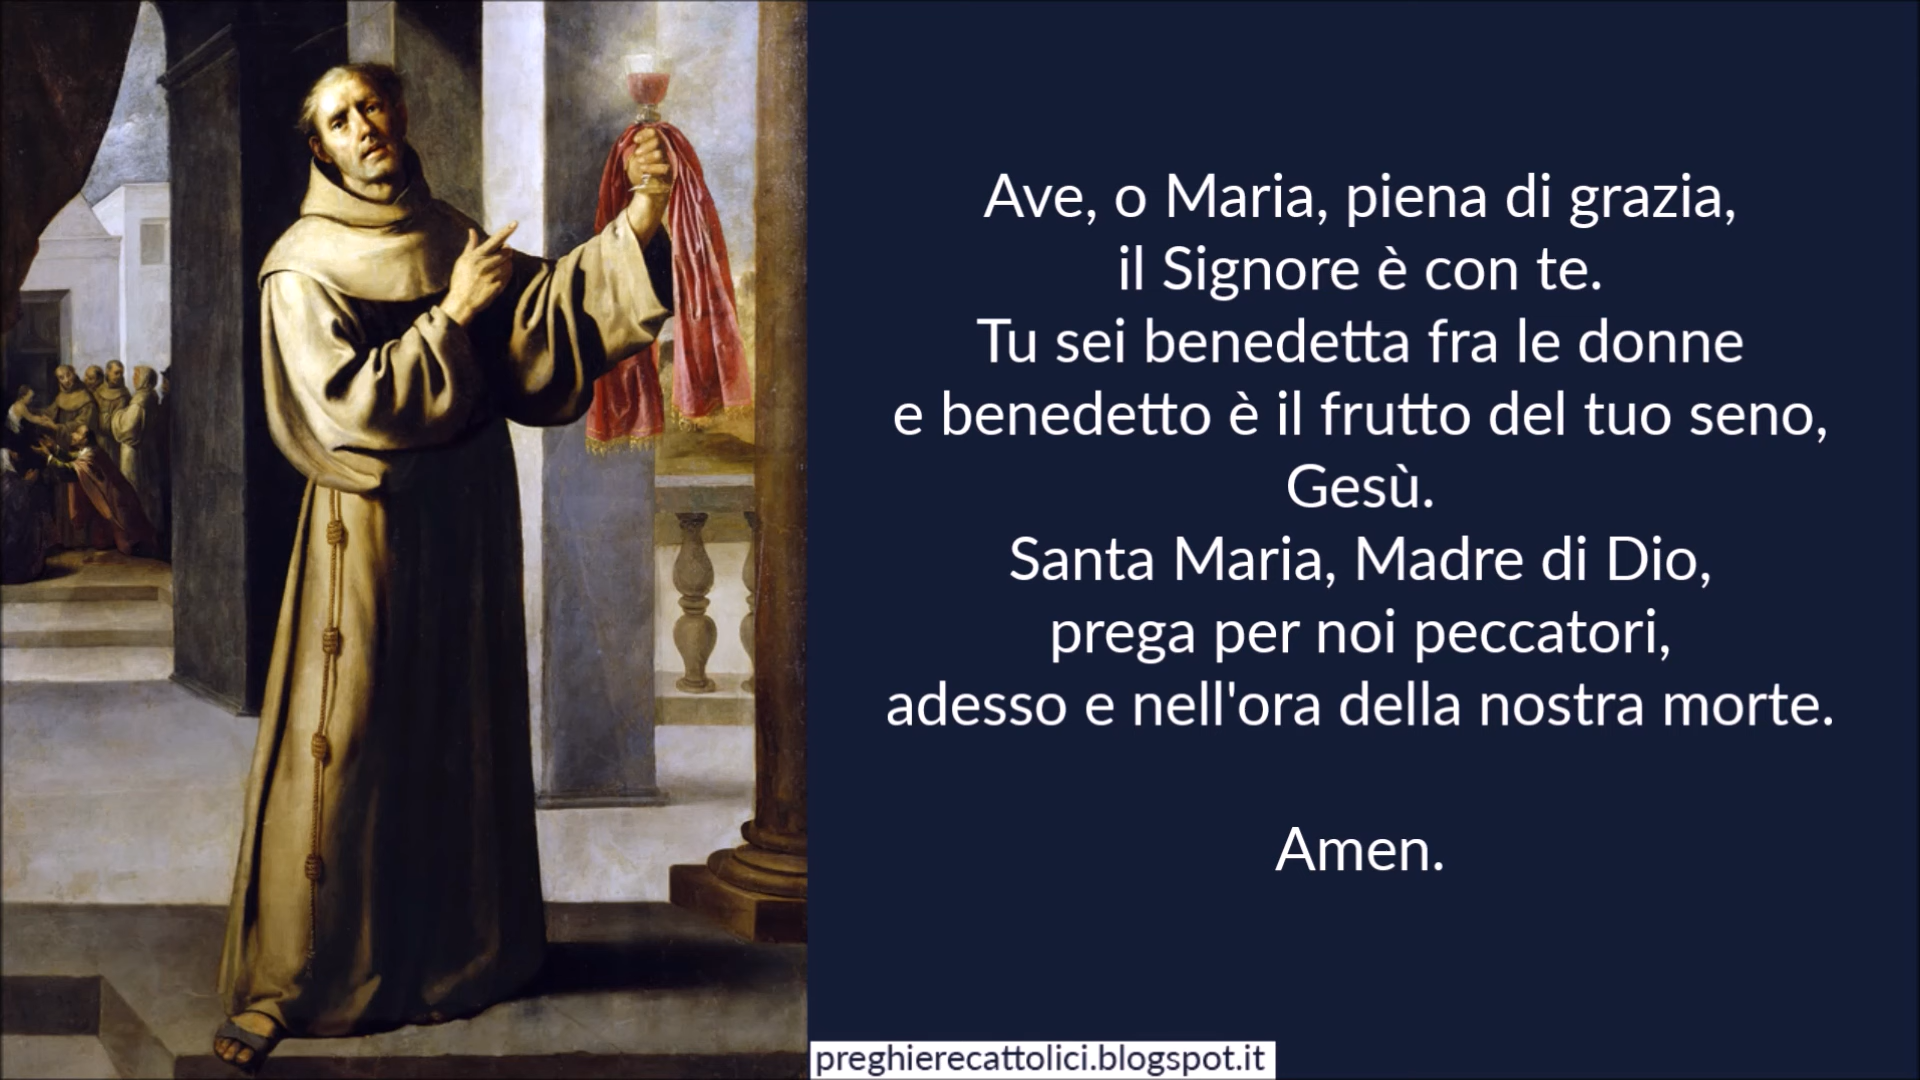 Ave, o Maria, piena di grazia,
il Signore è con te.
Tu sei benedetta fra le donne
e benedetto è il frutto del tuo seno,
Gesù.
Santa Maria, Madre di Dio,
prega per noi peccatori,
adesso e nell'ora della nostra morte.
Amen.
preghierecattolici.blogspot.it